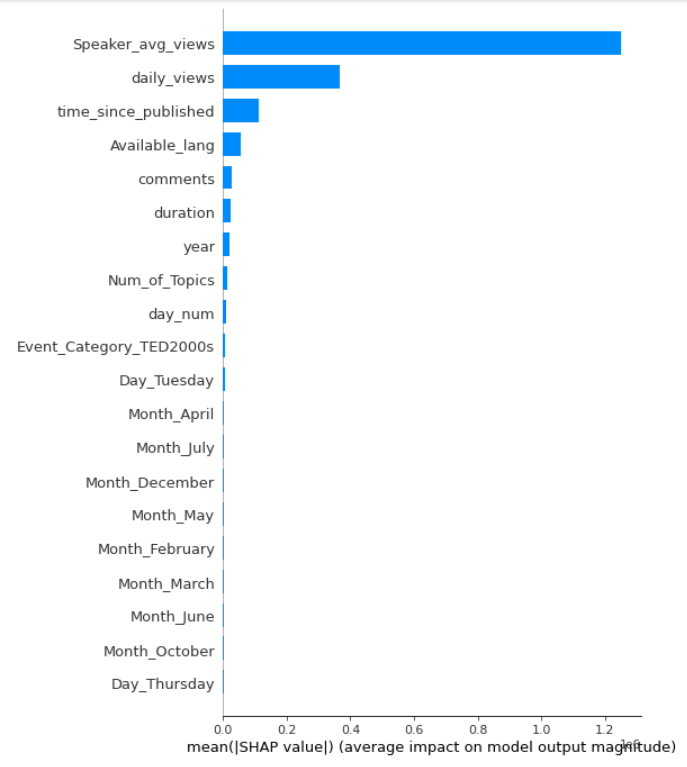 Speaker_avg_views
daily_views
time_since_published
Available_lang
comments
duration
year
Num_of_Topics
day_num
Event_Category_TED2000s
Day_Tuesday
Month_April
Month_July
Month_December
Month_May
Month_February
Month_March
Month_June
Month_October
Day_Thursday
0.0 0.2 0.4 0.6 0.8 1.0 1.2
1e6
mean(|SHAP value|) (average impact on model output magnitude)